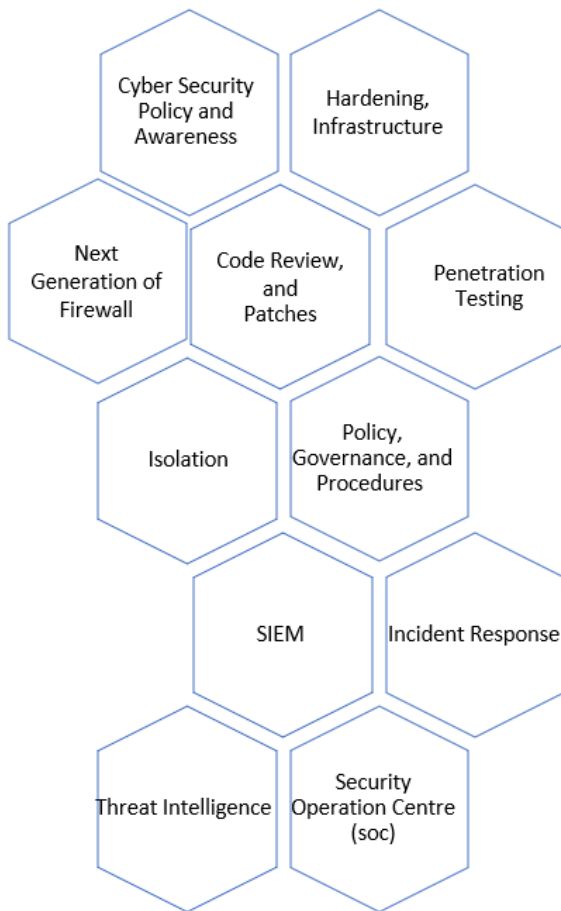 Cyber Security
Policy and
Awareness
Hardening,
Infrastructure
Next
Generation of
Firewall
Code Review,
and
Patches
Penetration
Testing
Isolation
Policy,
Governance, and
Procedures
SIEM
Incident Response
Threat Intelligence
Security
Operation Centre
(soc)